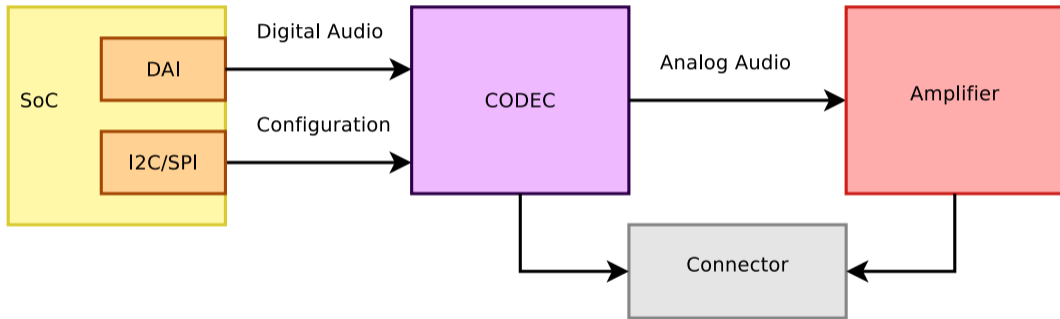 Digital Audio
DAI
SoC
CODEC
Analog Audio
Amplifier
Configuration
I2C/SPI
Connector